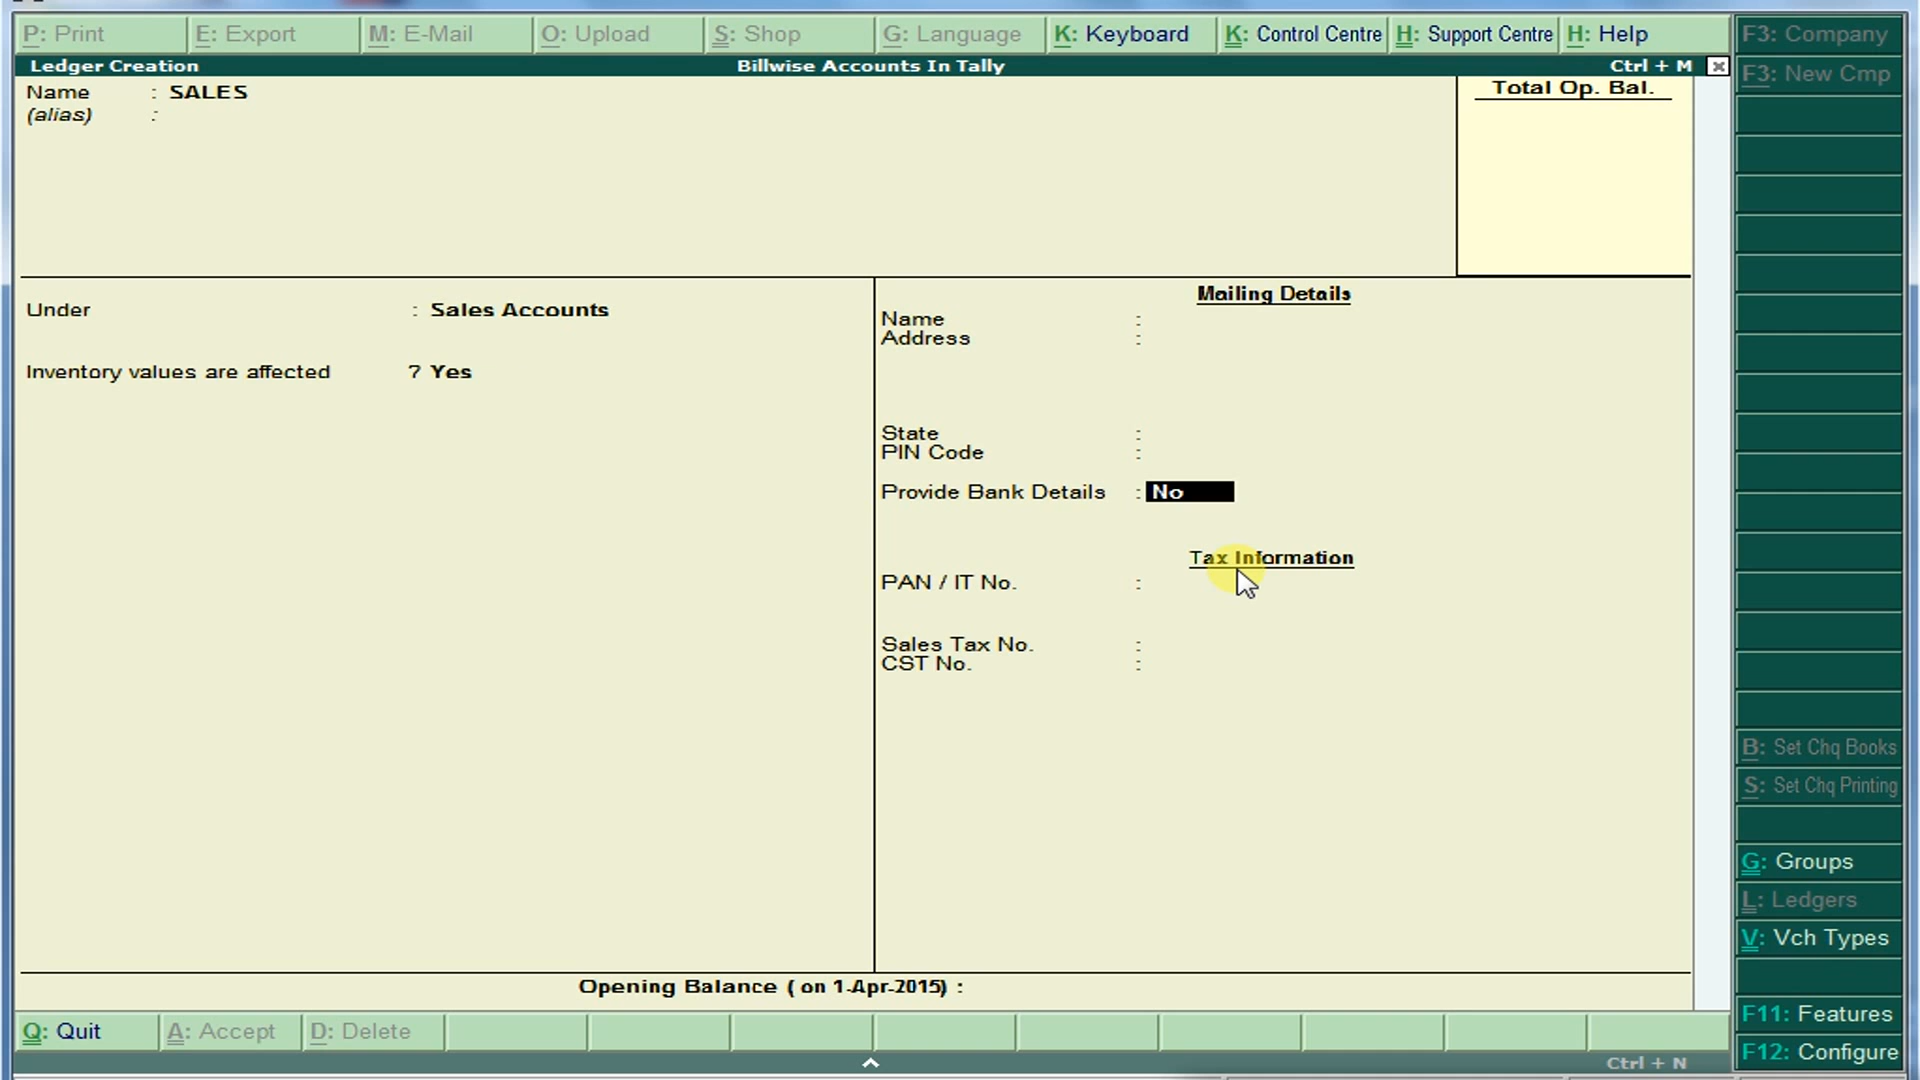 P: Print E: Export M: E-Mail O: Upload S: Shop G: Language K: Keyboard K: Control Centre H: Support Centre H: Help
F3: Company
Ledger Creation Billwise Accounts In Tally Ctrl + M
F3: New Cmp
Name : SALES
(alias) :
Total Op. Bal.
Under : Sales Accounts
Inventory values are affected ? Yes
Mailing Details
Name :
Address :
State :
PIN Code :
Provide Bank Details : No
Tax Information
PAN / IT No. :
Sales Tax No. :
CST No. :
B: Set Chq Books
S: Set Chq Printing
G: Groups
L: Ledgers
V: Vch Types
F11: Features
F12: Configure
Opening Balance ( on 1-Apr-2015) :
Q: Quit A: Accept D: Delete
Ctrl + N